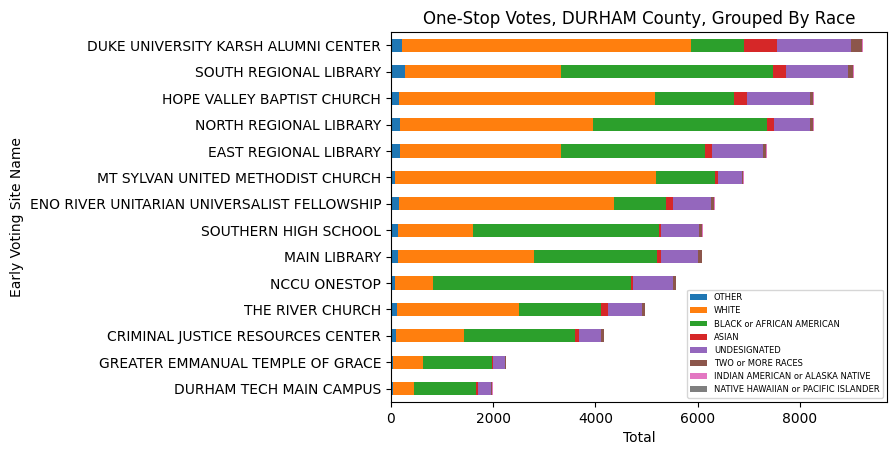 One-Stop Votes, DURHAM County, Grouped By Race
Early Voting Site Name
DUKE UNIVERSITY KARSH ALUMNI CENTER
SOUTH REGIONAL LIBRARY
HOPE VALLEY BAPTIST CHURCH
NORTH REGIONAL LIBRARY
EAST REGIONAL LIBRARY
MT SYLVAN UNITED METHODIST CHURCH
ENO RIVER UNITARIAN UNIVERSALIST FELLOWSHIP
SOUTHERN HIGH SCHOOL
MAIN LIBRARY
NCCU ONESTOP
THE RIVER CHURCH
CRIMINAL JUSTICE RESOURCES CENTER
GREATER EMMANUAL TEMPLE OF GRACE
DURHAM TECH MAIN CAMPUS
OTHER
WHITE
BLACK or AFRICAN AMERICAN
ASIAN
UNDESIGNATED
TWO or MORE RACES
INDIAN AMERICAN or ALASKA NATIVE
NATIVE HAWAIIAN or PACIFIC ISLANDER
0 2000 4000 6000 8000
Total